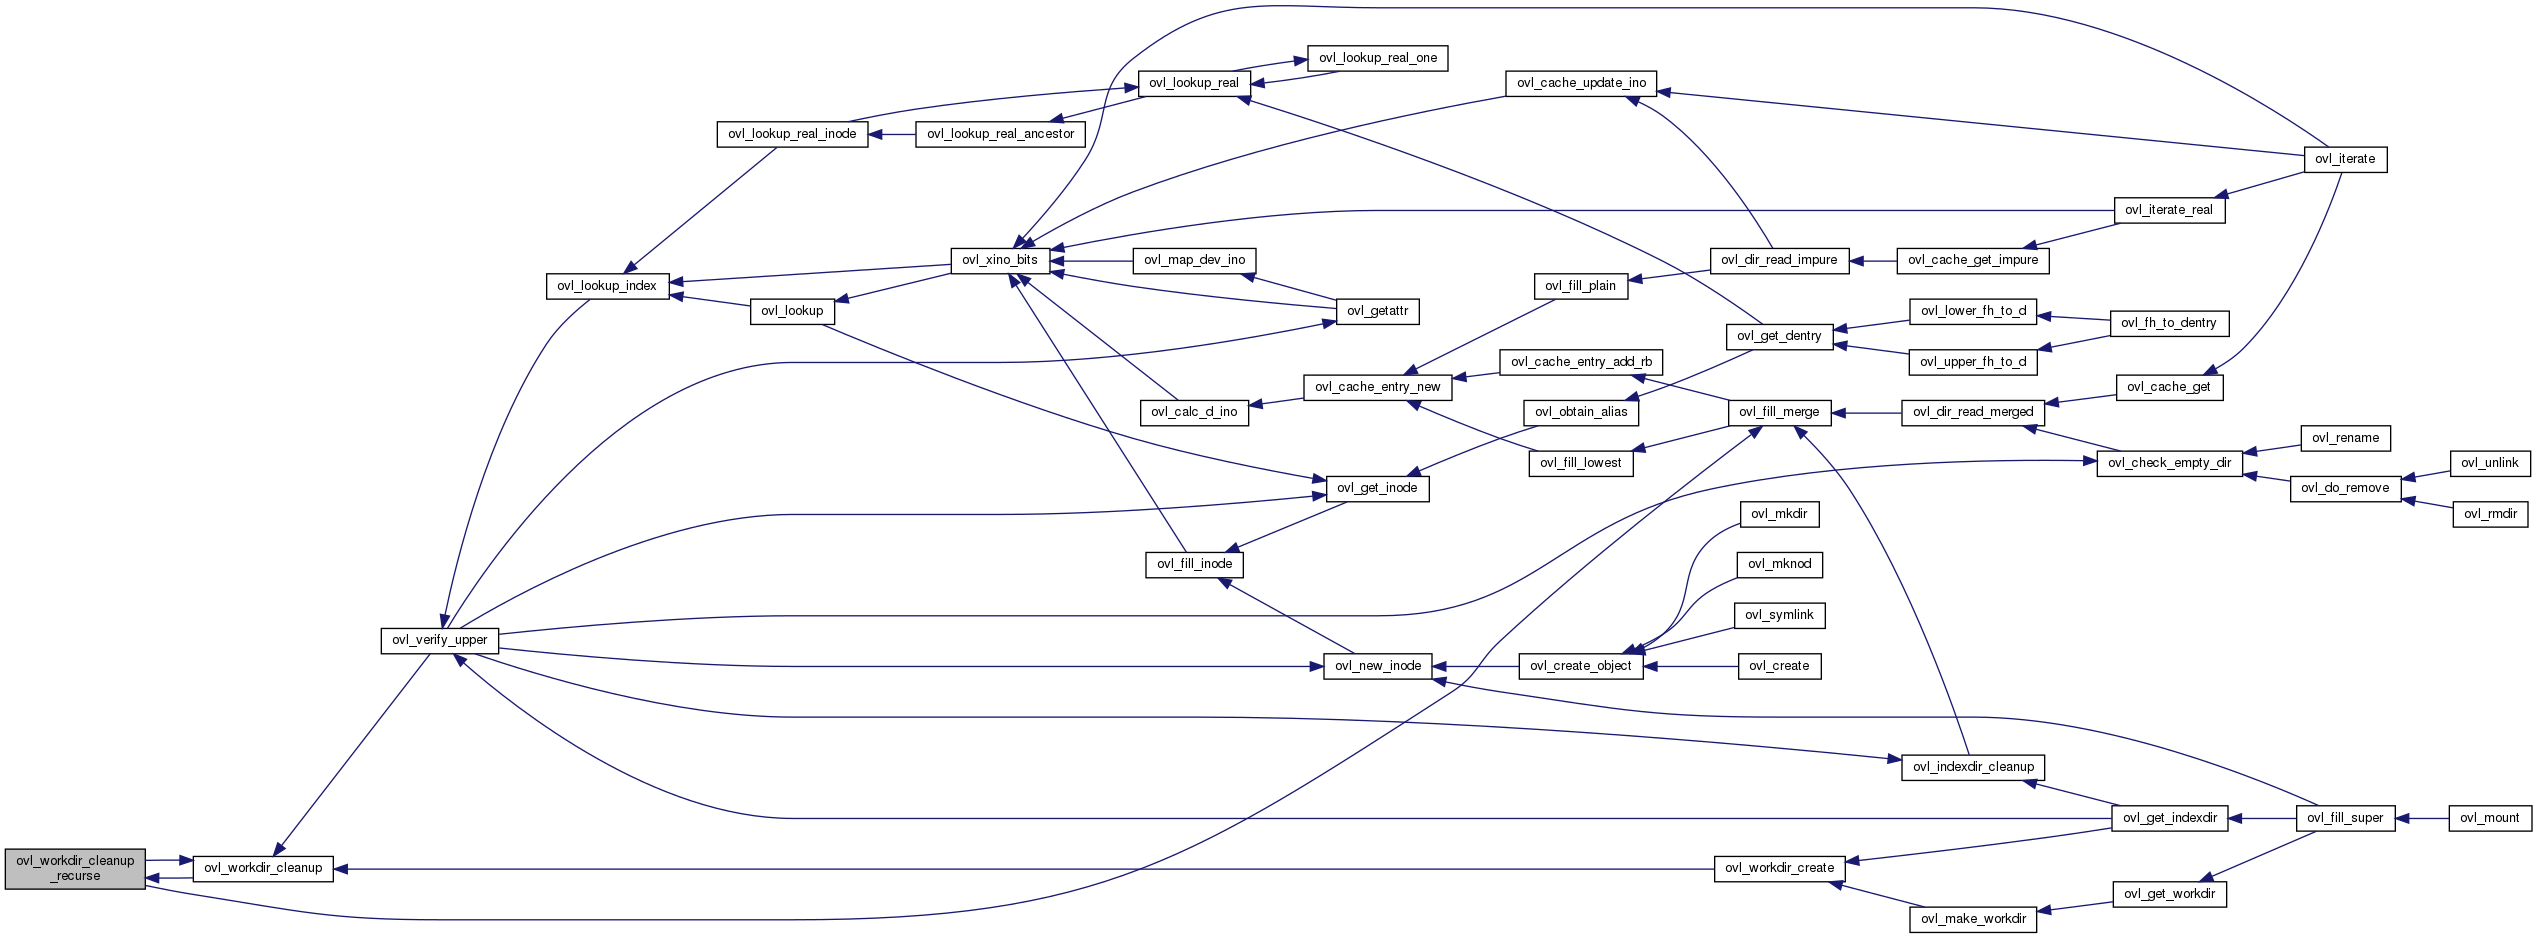 ovl_lookup_real_one
ovl_lookup_real
ovl_cache_update_ino
ovl_lookup_real_inode
ovl_lookup_real_ancestor
ovl_iterate
ovl_iterate_real
ovl_xino_bits
ovl_map_dev_ino
ovl_dir_read_impure
ovl_cache_get_impure
ovl_lookup_index
ovl_fill_plain
ovl_lookup
ovl_getattr
ovl_lower_fh_to_d
ovl_fh_to_dentry
ovl_get_dentry
ovl_cache_entry_add_rb
ovl_upper_fh_to_d
ovl_cache_entry_new
ovl_cache_get
ovl_calc_d_ino
ovl_obtain_alias
ovl_fill_merge
ovl_dir_read_merged
ovl_rename
ovl_fill_lowest
ovl_check_empty_dir
ovl_unlink
ovl_get_inode
ovl_do_remove
ovl_mkdir
ovl_rmdir
ovl_fill_inode
ovl_mknod
ovl_symlink
ovl_verify_upper
ovl_new_inode
ovl_create_object
ovl_create
ovl_indexdir_cleanup
ovl_get_indexdir
ovl_fill_super
ovl_mount
ovl_workdir_cleanup
_recurse
ovl_workdir_cleanup
ovl_workdir_create
ovl_get_workdir
ovl_make_workdir